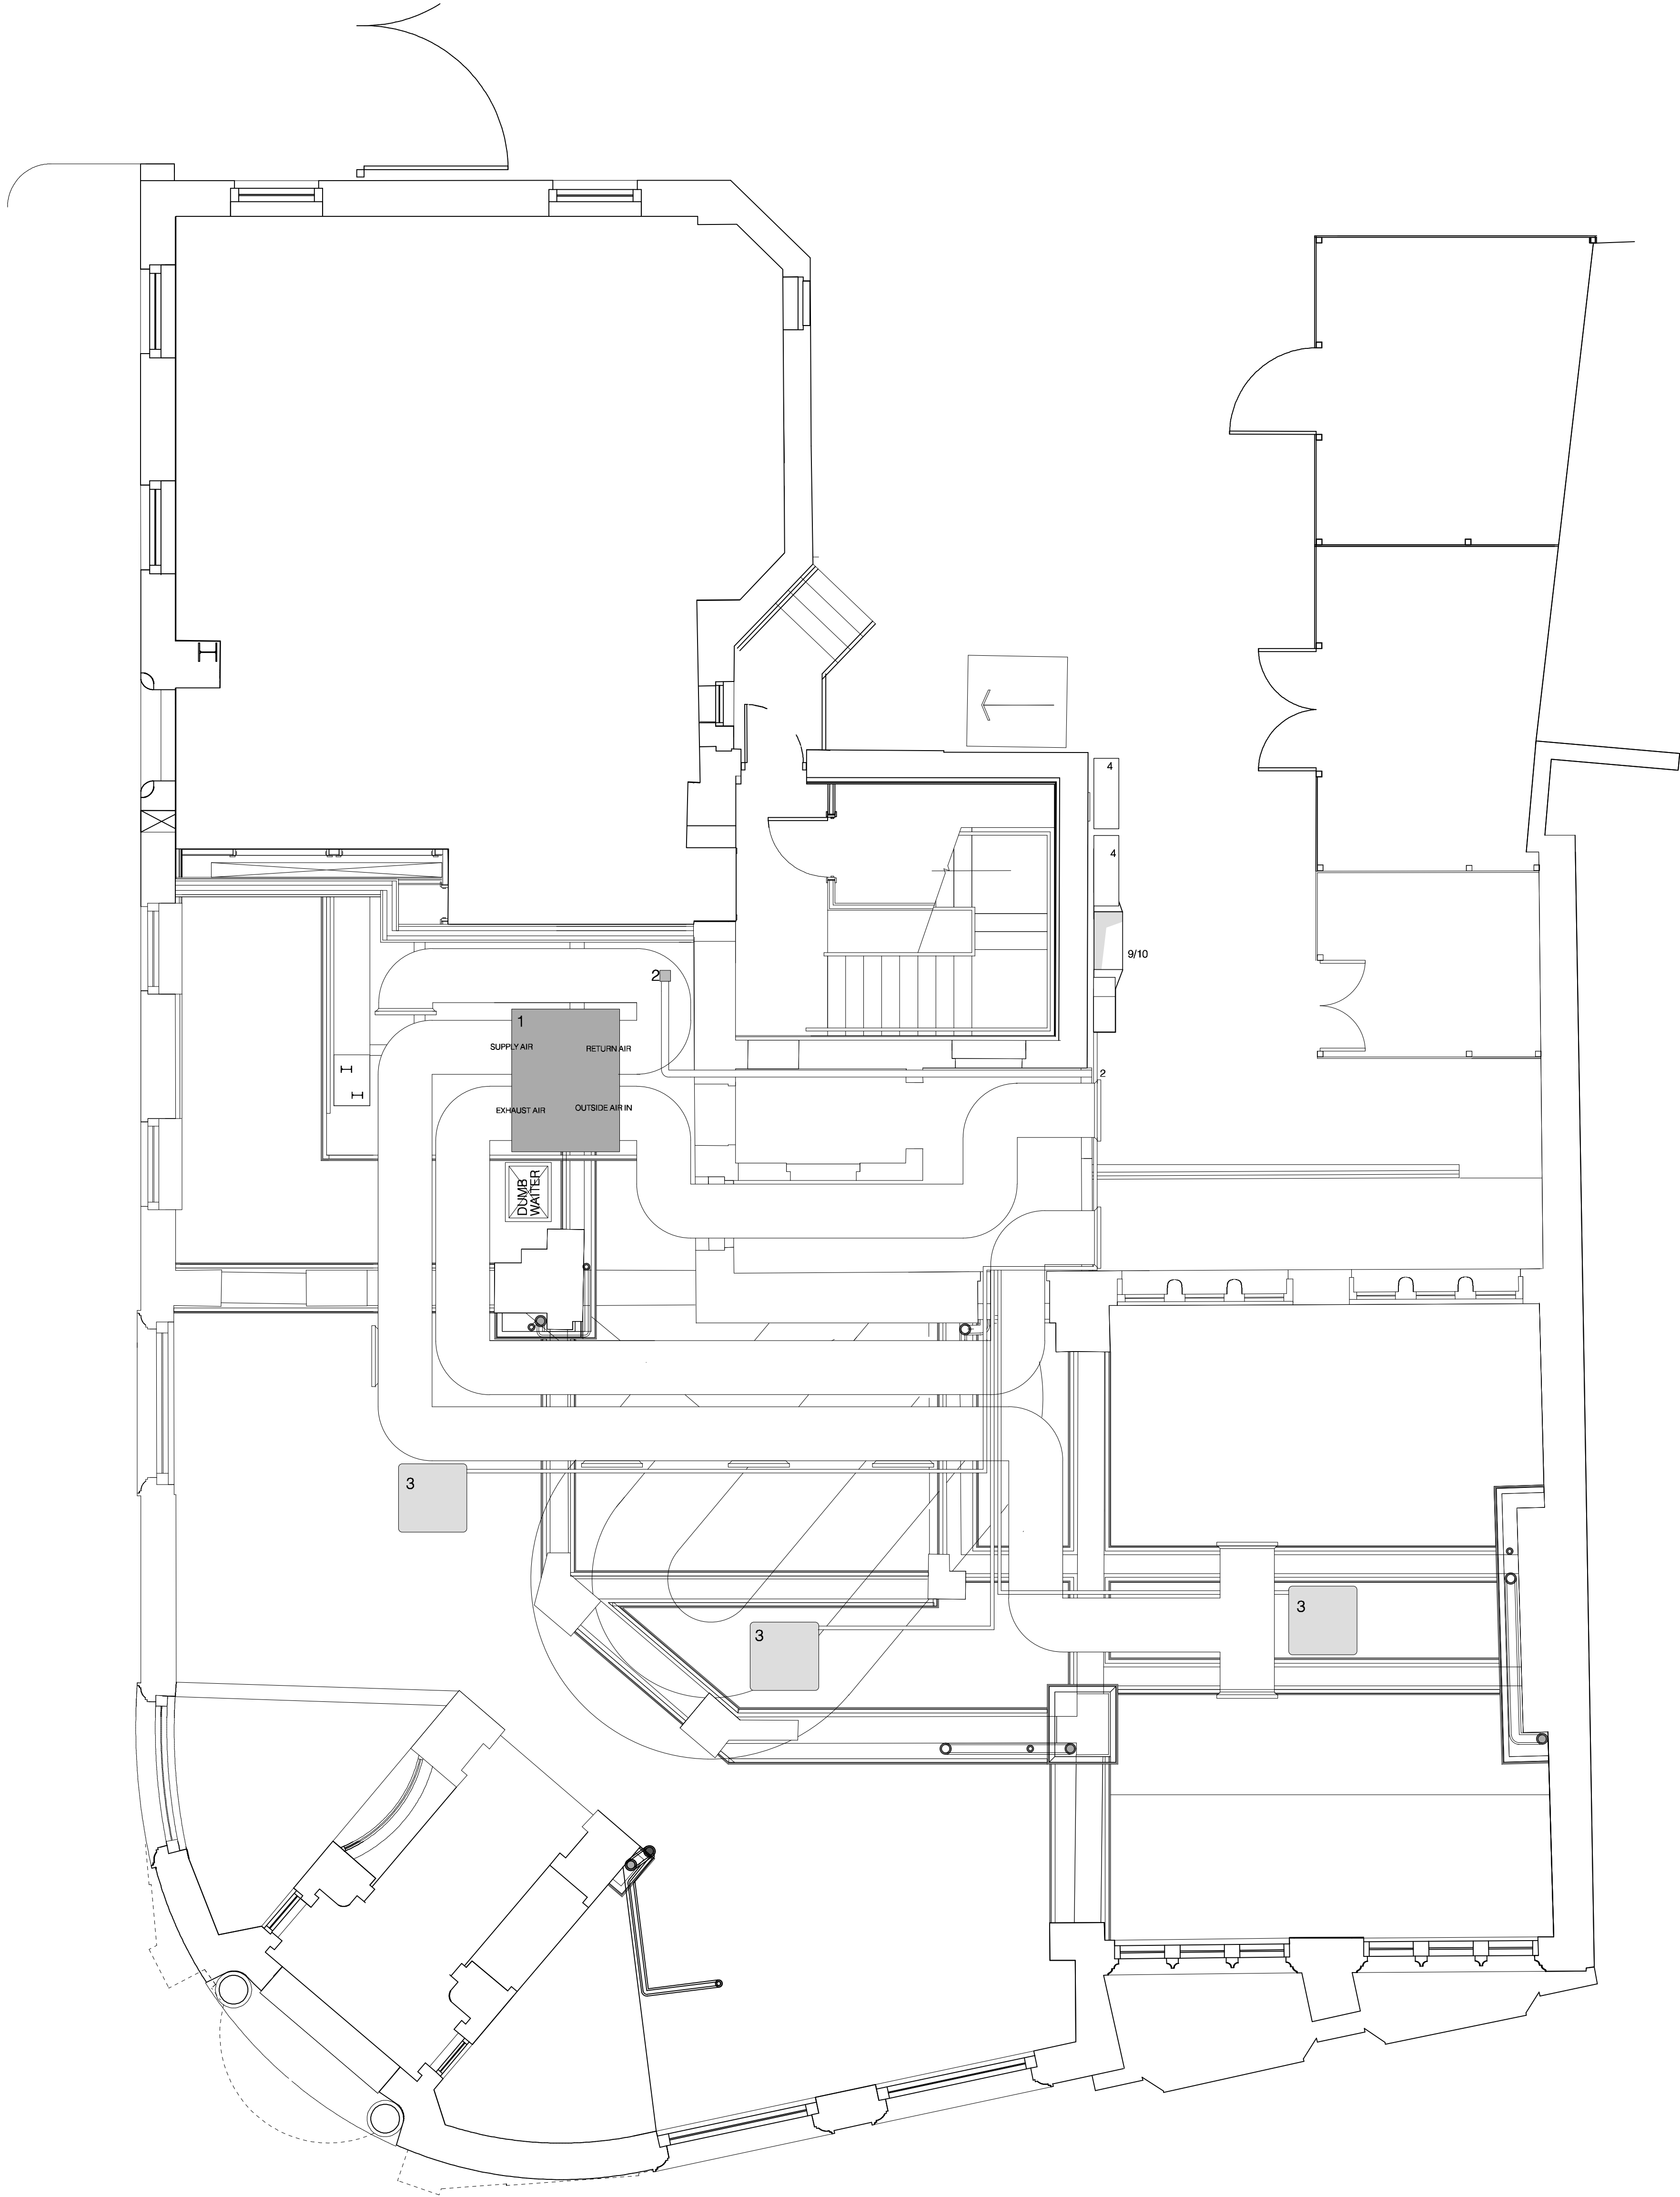 4
4
9/10
2
1
SUPPLY AIR
RETURN AIR
2
EXHAUST AIR
OUTSIDE AIR IN
DUMB
WAITER
3
3
3